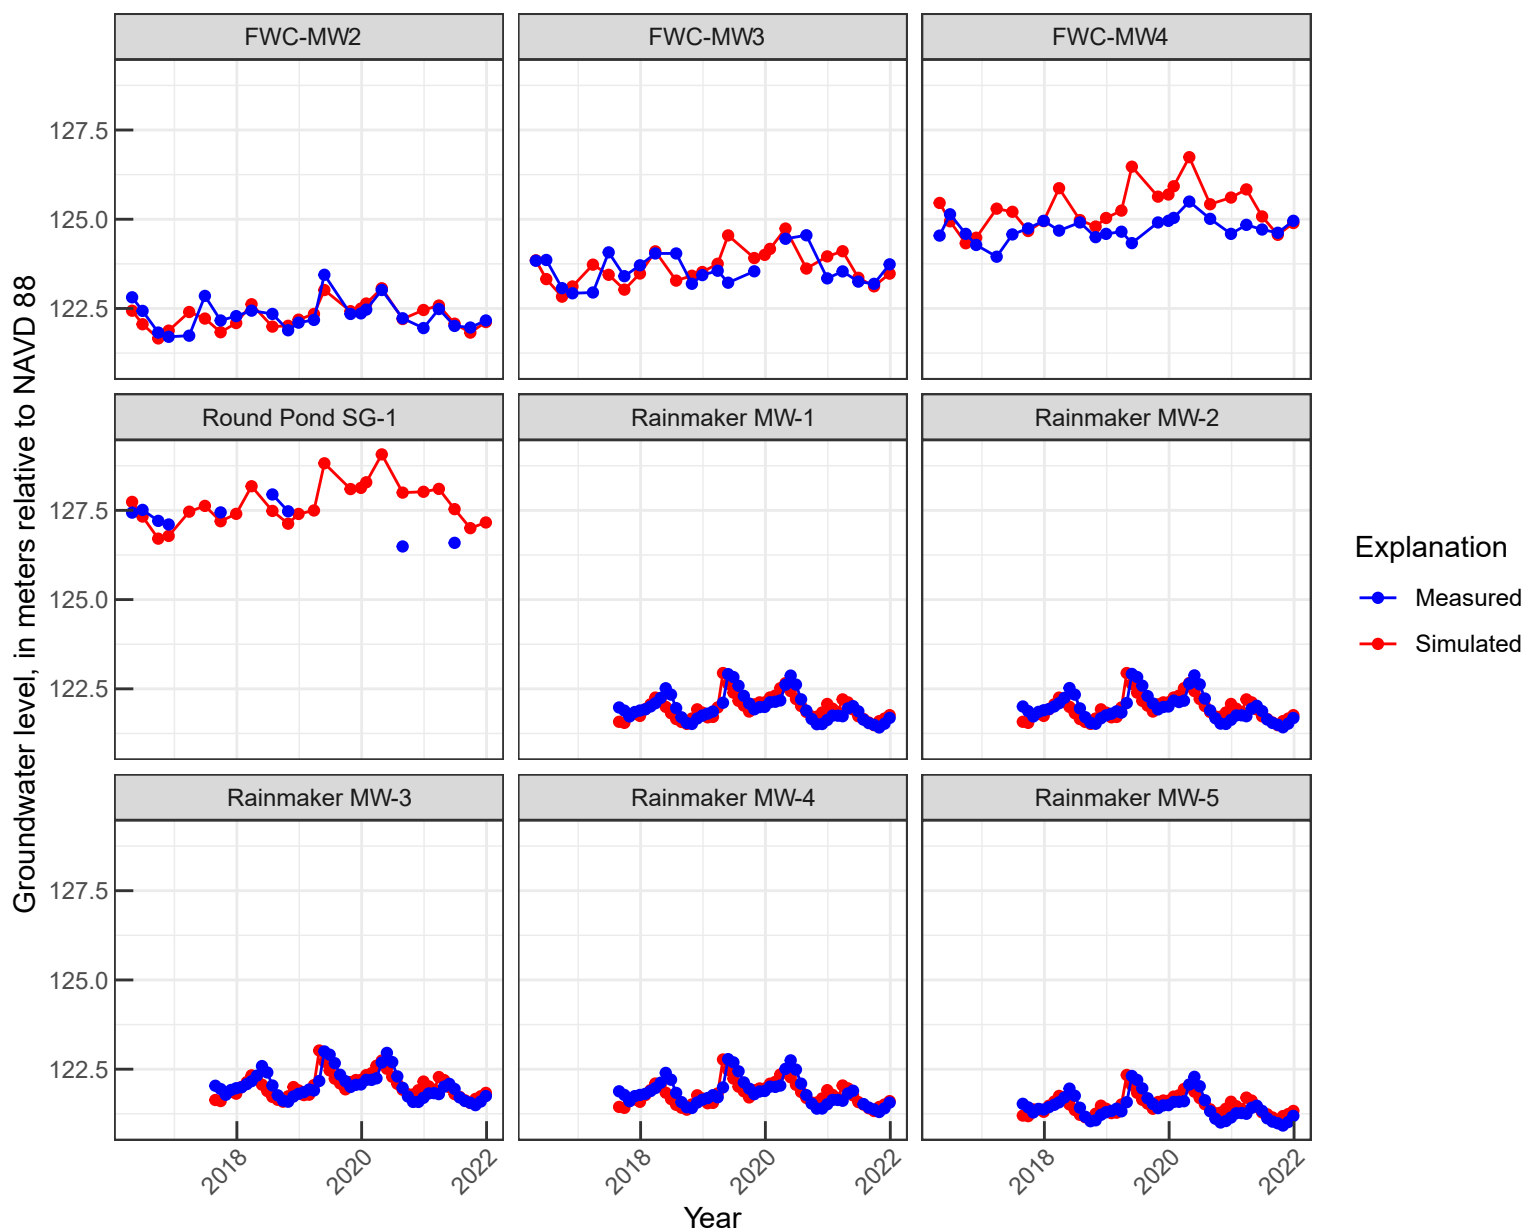 FWC-MW2 FWC-MW3 FWC-MW4
127.5
125.0
122.5
Round Pond SG-1 Rainmaker MW-1 Rainmaker MW-2
127.5
125.0
122.5
Rainmaker MW-3 Rainmaker MW-4 Rainmaker MW-5
127.5
125.0
122.5
2018 2020 2022 2018 2020 2022 2018 2020 2022
Year
Groundwater level, in meters relative to NAVD 88
Explanation
Measured
Simulated